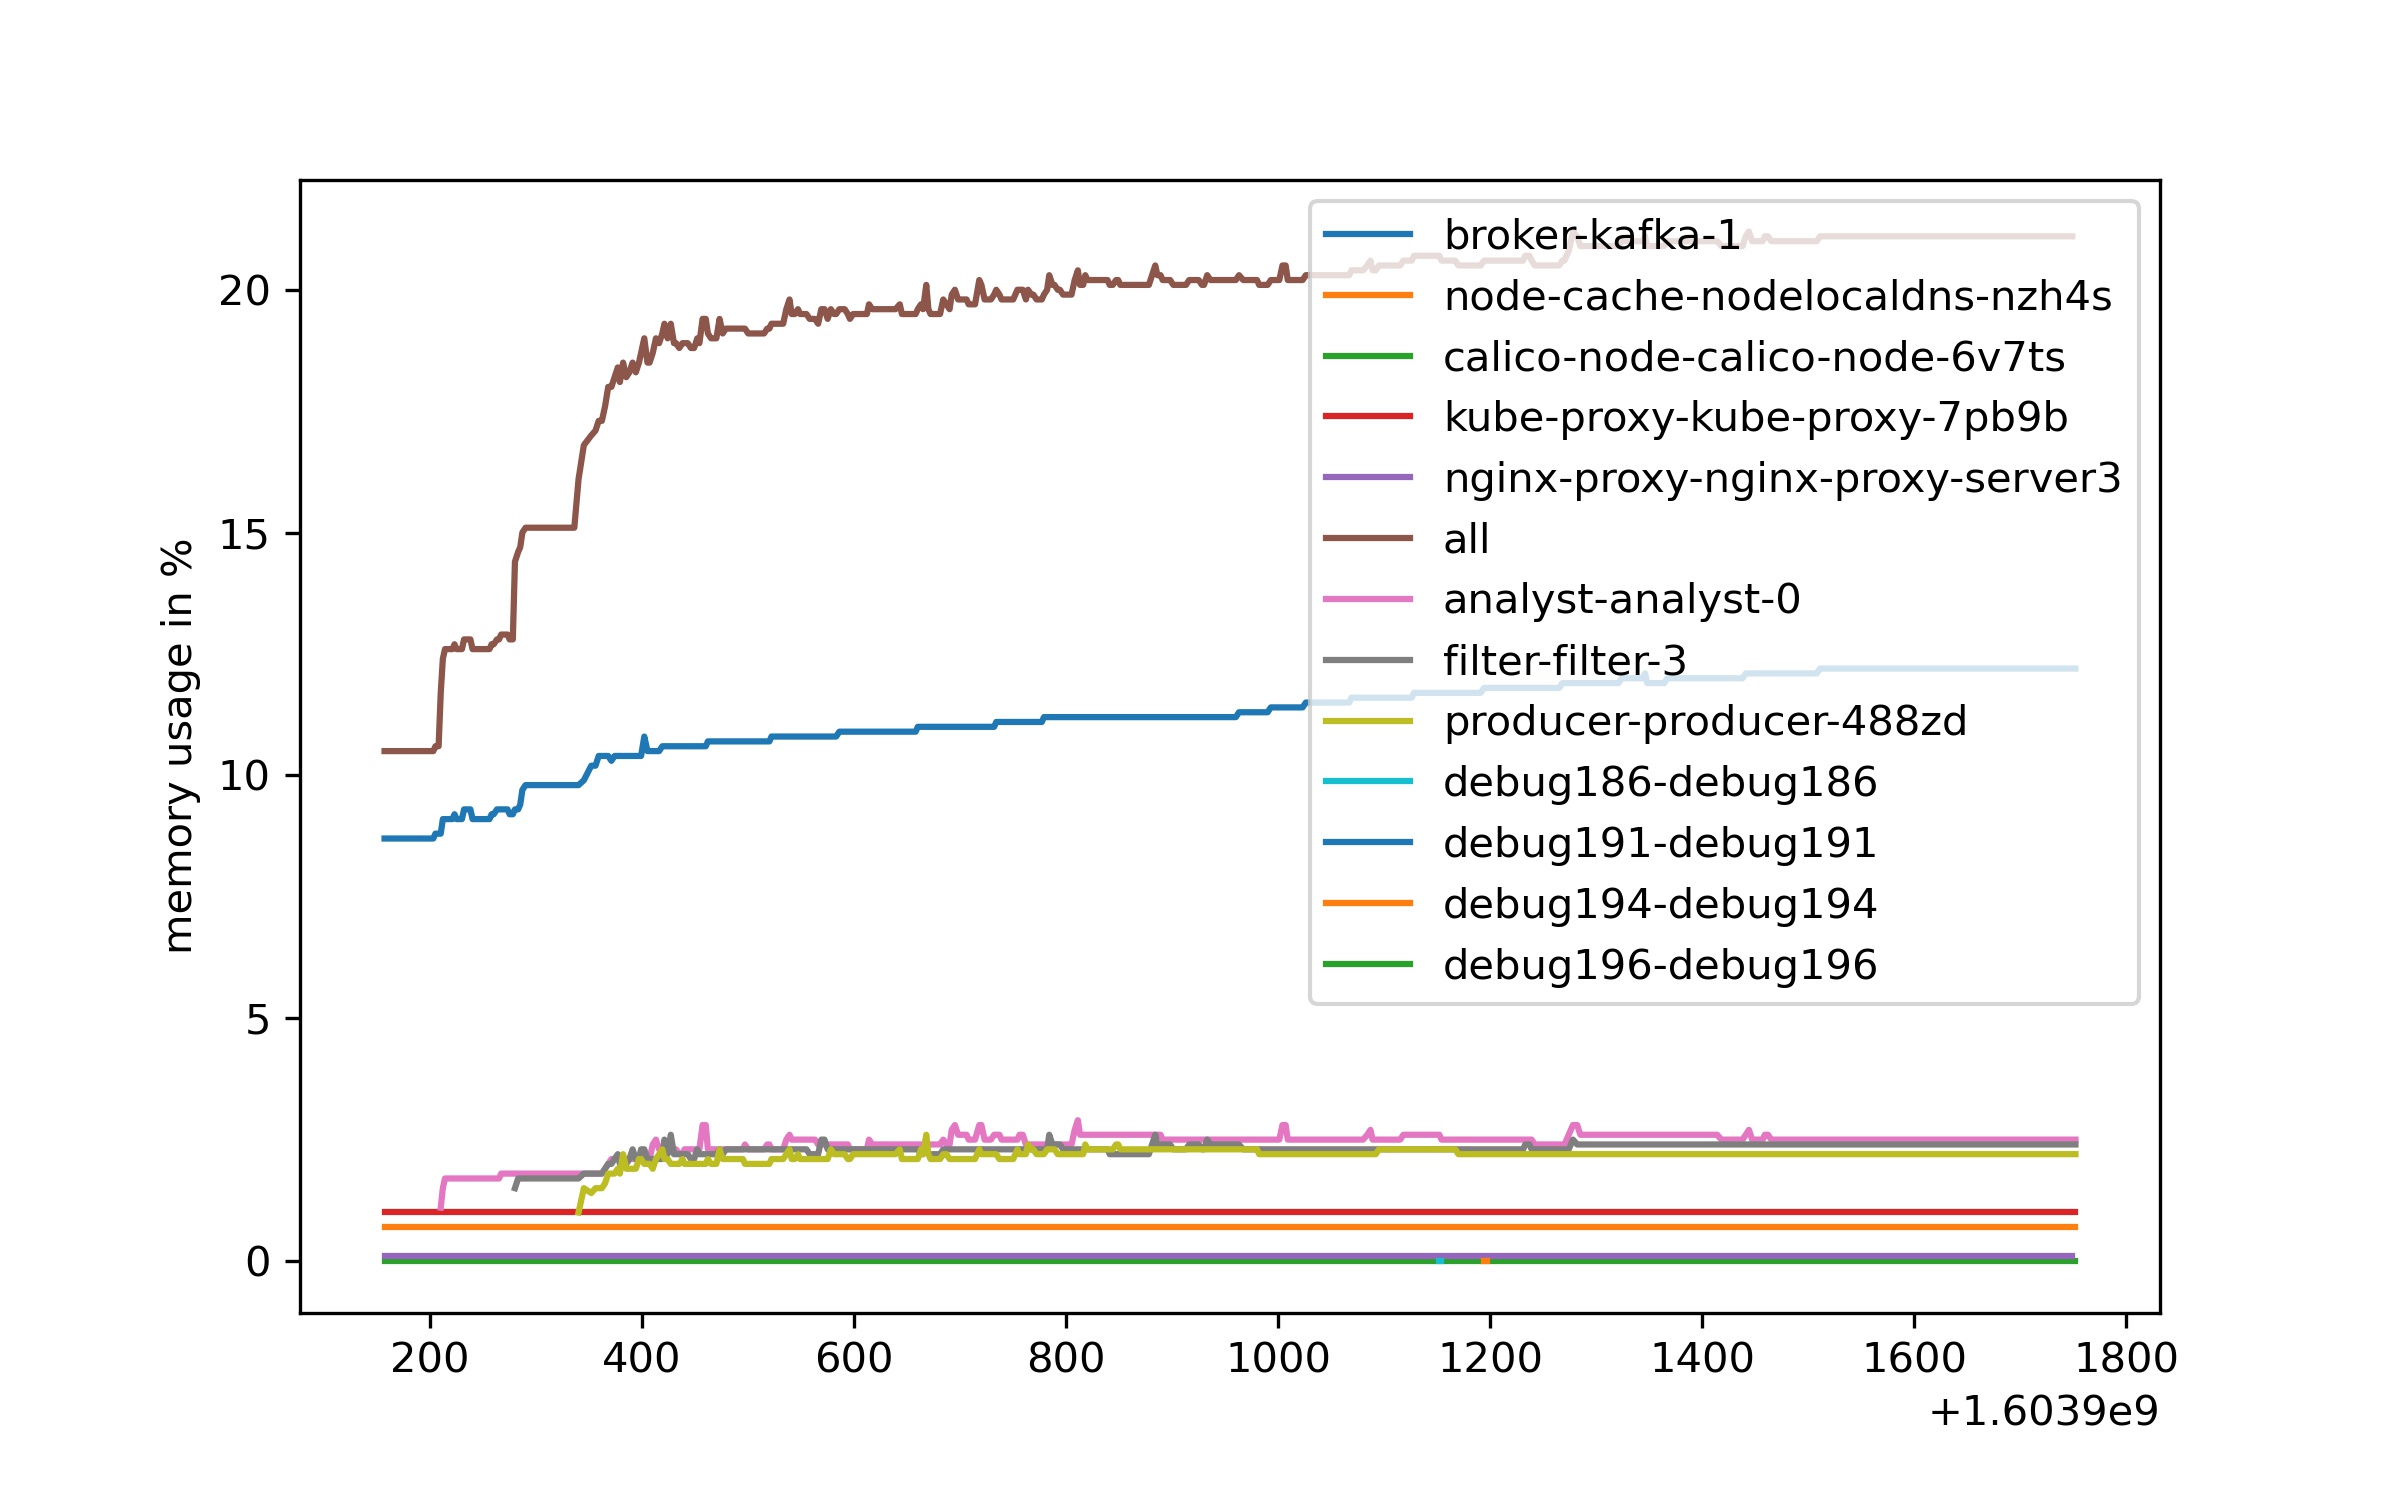 memory usage in %
20
15
10
5
0
broker-kafka-1
node-cache-nodelocaldns-nzh4s
calico-node-calico-node-6v7ts
kube-proxy-kube-proxy-7pb9b
nginx-proxy-nginx-proxy-server3
all
analyst-analyst-0
filter-filter-3
producer-producer-488zd
debug186-debug186
debug191-debug191
debug194-debug194
debug196-debug196
200 400 600 800 1000 1200 1400 1600 1800
+1.6039e9